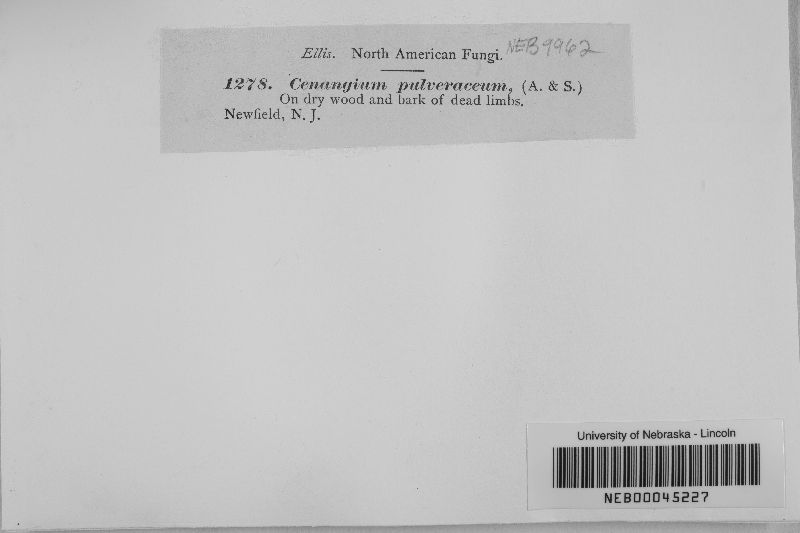 Ellis. North American Fungi. NEB 9962
1278. Cenangium pulveraceum, (A. & S.)
On dry wood and bark of dead limbs.
Newfield, N. J.
University of Nebraska - Lincoln
NEB00045227